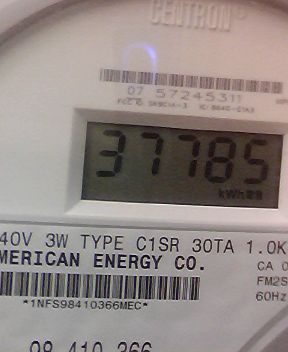 CENTRON®
07 57245311
37785
kWh
40V 3W TYPE C1SR 30TA 1.0K
MERICAN ENERGY CO.
CA 0
FM2S
60Hz
*1NFS98410366MEC*
98 410 366